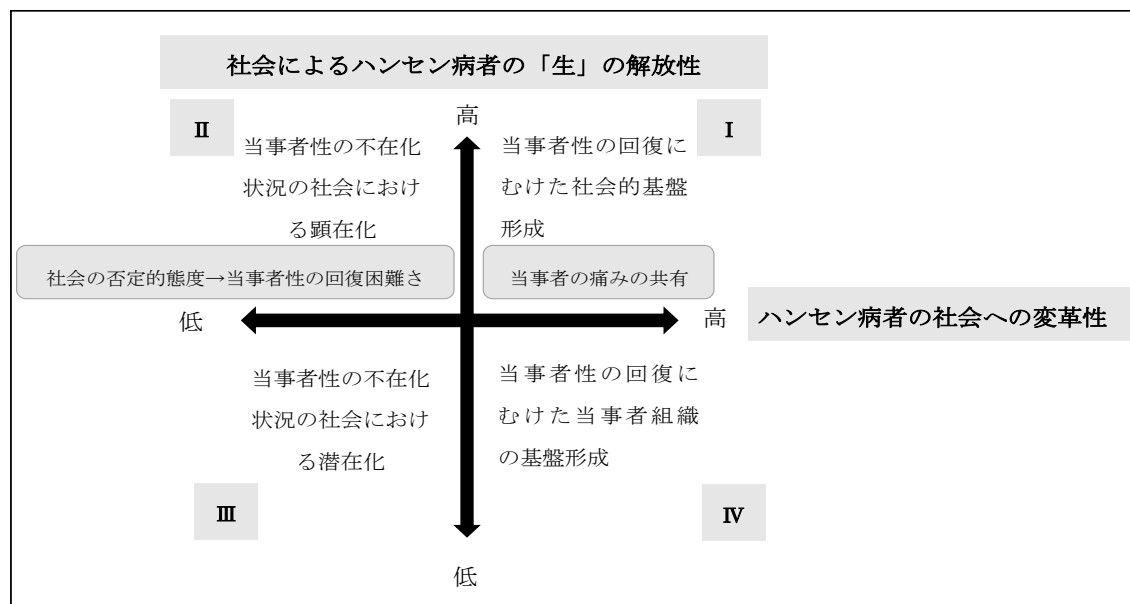 社会によるハンセン病者の「生」の解放性
高
Ⅱ
当事者性の不在化
状況の社会におけ
る顕在化
Ⅰ
当事者性の回復に
むけた社会的基盤
形成
社会の否定的態度→当事者性の回復困難さ
当事者の痛みの共有
低
高
ハンセン病者の社会への変革性
当事者性の不在化
状況の社会におけ
る潜在化
Ⅲ
当事者性の回復に
むけた当事者組織
の基盤形成
Ⅳ
低